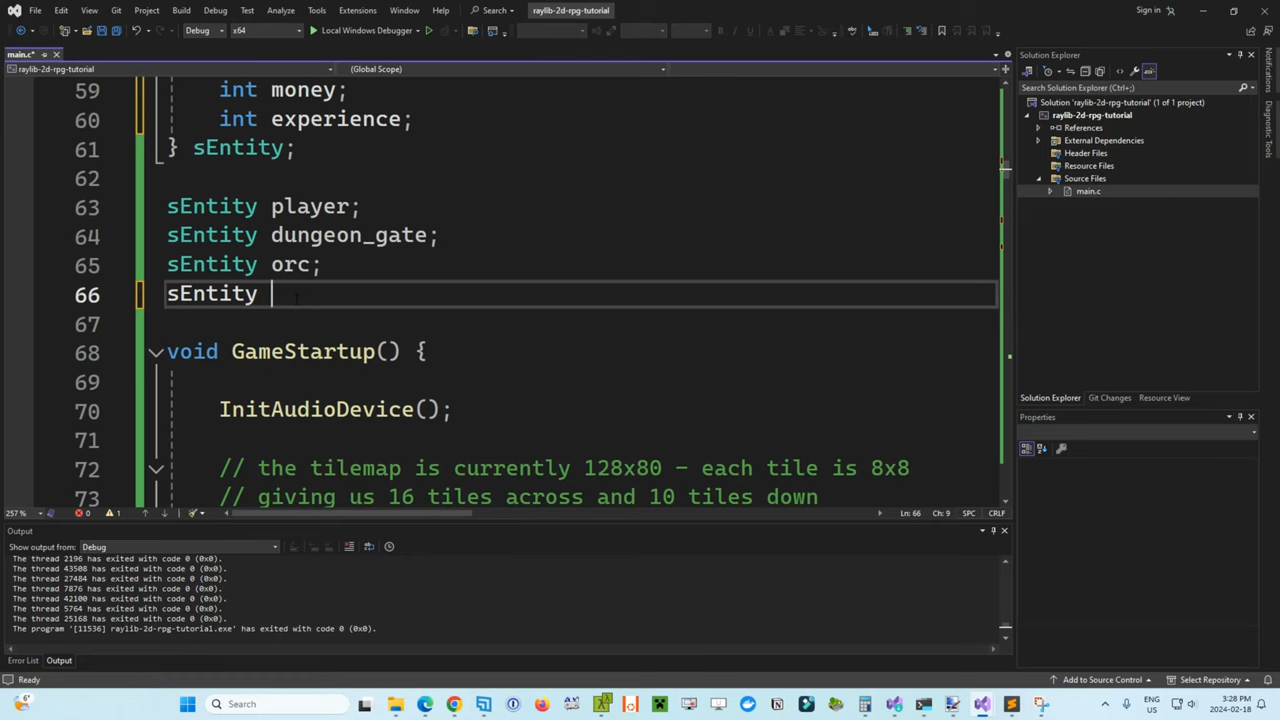 File Edit View Git Project Build Debug Test Analyze Tools Extensions Window Help Search raylib-2d-rpg-tutorial Sign in
Debug x64 Local Windows Debugger
main.c*
raylib-2d-rpg-tutorial (Global Scope)
59 int money;
60 int experience;
61 } sEntity;
62
63 sEntity player;
64 sEntity dungeon_gate;
65 sEntity orc;
66 sEntity
67
68 void GameStartup() {
69
70 InitAudioDevice();
71
72 // the tilemap is currently 128x80 - each tile is 8x8
73 // giving us 16 tiles across and 10 tiles down
257 % 0 1 Ln: 66 Ch: 9 SPC CRLF
Output
Show output from: Debug
The thread 2196 has exited with code 0 (0x0).
The thread 43508 has exited with code 0 (0x0).
The thread 27484 has exited with code 0 (0x0).
The thread 7876 has exited with code 0 (0x0).
The thread 42100 has exited with code 0 (0x0).
The thread 5764 has exited with code 0 (0x0).
The thread 25168 has exited with code 0 (0x0).
The program '[11536] raylib-2d-rpg-tutorial.exe' has exited with code 0 (0x0).
Error List Output
Solution Explorer
Search Solution Explorer (Ctrl+;)
Solution 'raylib-2d-rpg-tutorial' (1 of 1 project)
raylib-2d-rpg-tutorial
References
External Dependencies
Header Files
Resource Files
Source Files
main.c
Solution Explorer Git Changes Resource View
Properties
Notifications
Diagnostic Tools
Ready Add to Source Control Select Repository
6° Search ENG US 3:28 PM 2024-02-18